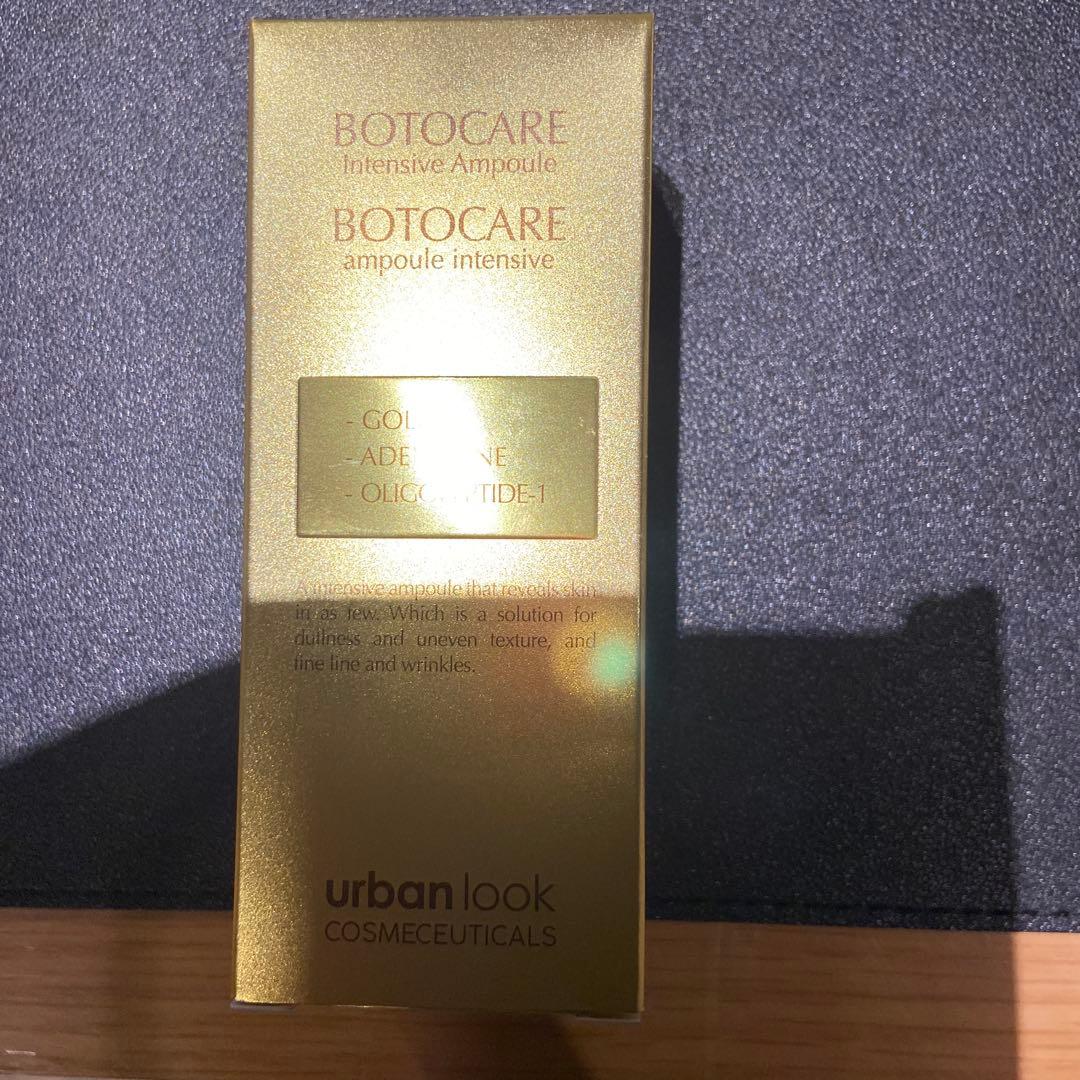 BOTOCARE
Intensive Ampoule
BOTOCARE
ampoule intensive
-
-
-
A intensive ampoule that reveals skin
in as few. Which is a solution for
dullness and uneven texture, and
fine line and wrinkles.
urban look
COSMECEUTICALS